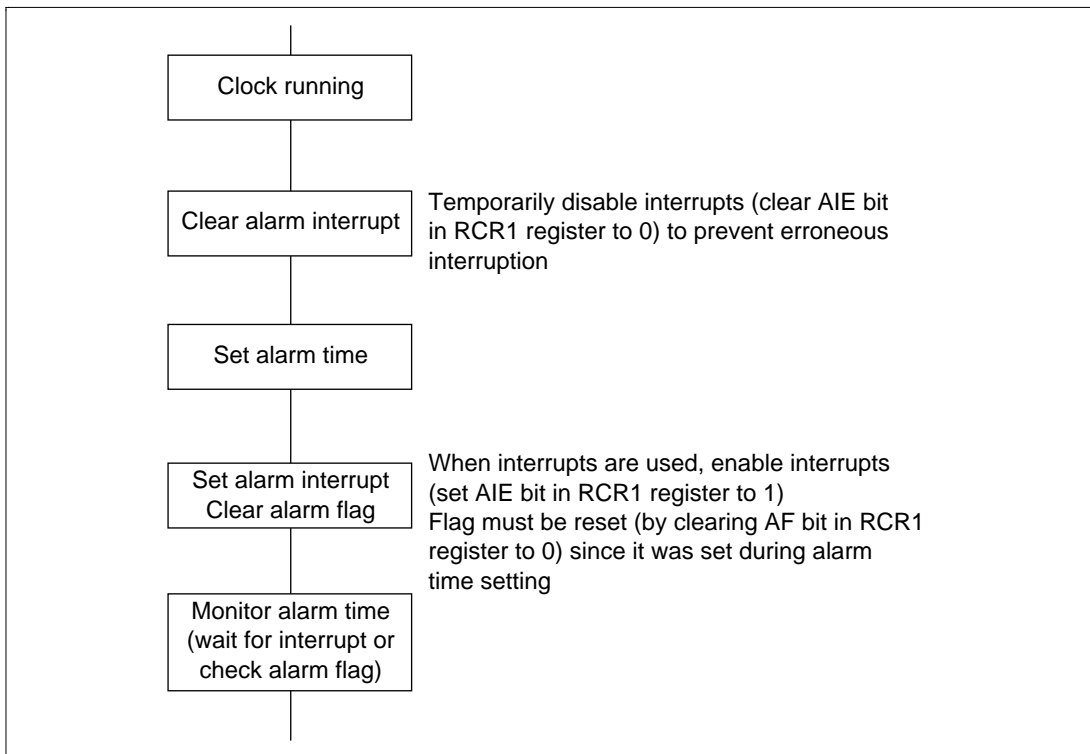 Clock running
Clear alarm interrupt
Temporarily disable interrupts (clear AIE bit
in RCR1 register to 0) to prevent erroneous
interruption
Set alarm time
Set alarm interrupt
Clear alarm flag
When interrupts are used, enable interrupts
(set AIE bit in RCR1 register to 1)
Flag must be reset (by clearing AF bit in RCR1
register to 0) since it was set during alarm
time setting
Monitor alarm time
(wait for interrupt or
check alarm flag)